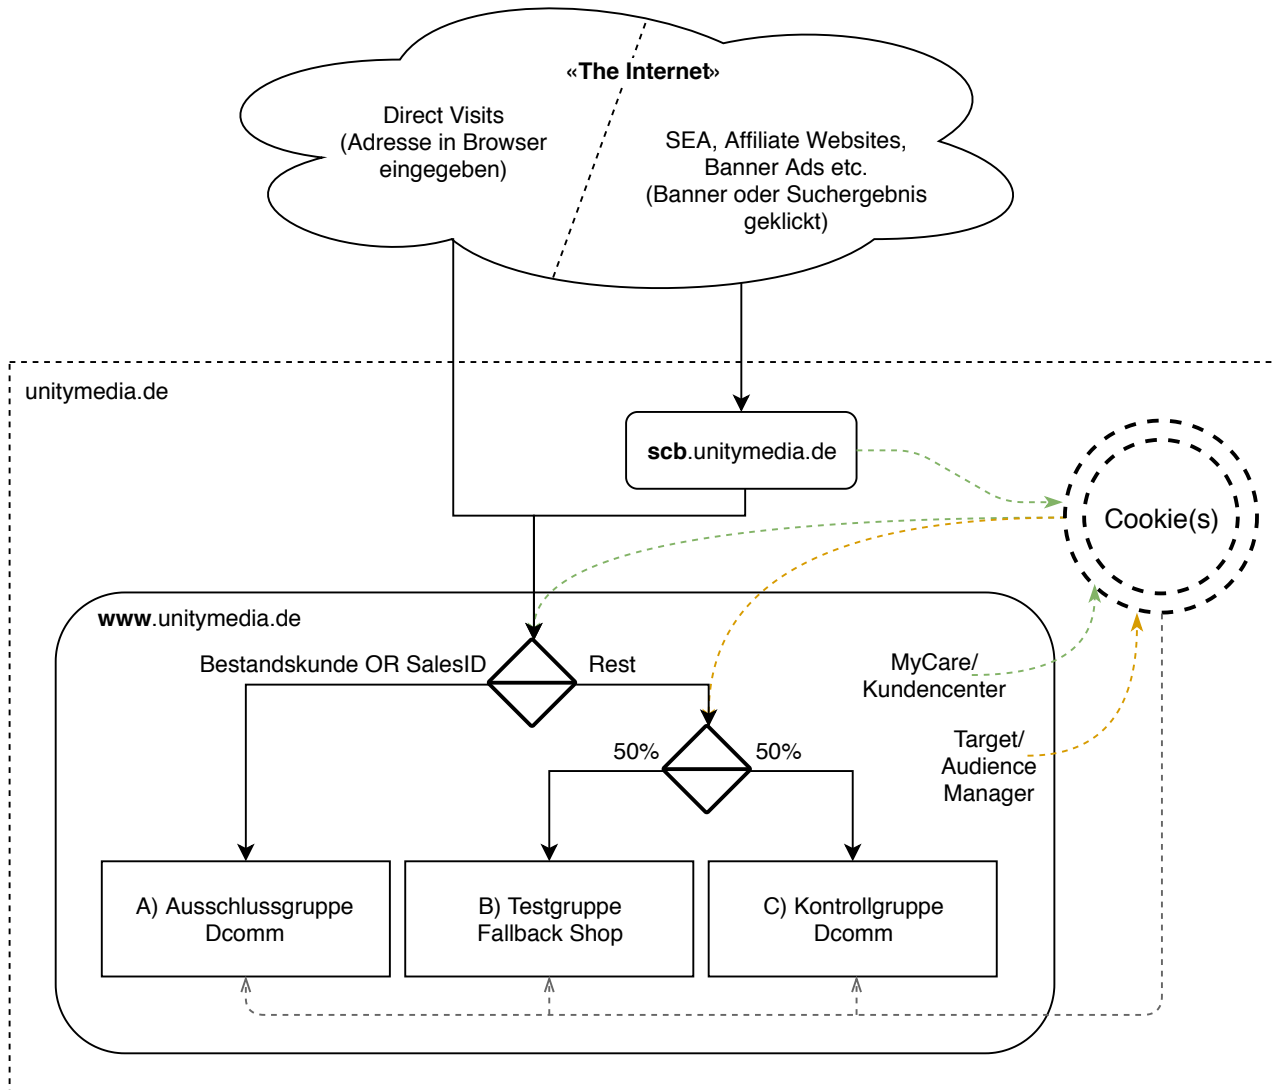 «The Internet»
Direct Visits
(Adresse in Browser
eingegeben)
SEA, Affiliate Websites,
Banner Ads etc.
(Banner oder Suchergebnis
geklickt)
unitymedia.de
scb.unitymedia.de
Cookie(s)
www.unitymedia.de
Bestandskunde OR SalesID
Rest
MyCare/
Kundencenter
50%
50%
Target/
Audience
Manager
A) Ausschlussgruppe
Dcomm
B) Testgruppe
Fallback Shop
C) Kontrollgruppe
Dcomm